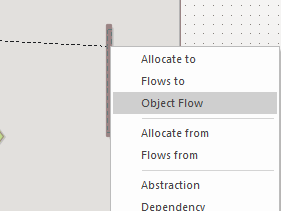 Allocate to
Flows to
Object Flow
Allocate from
Flows from
Abstraction
Dependency